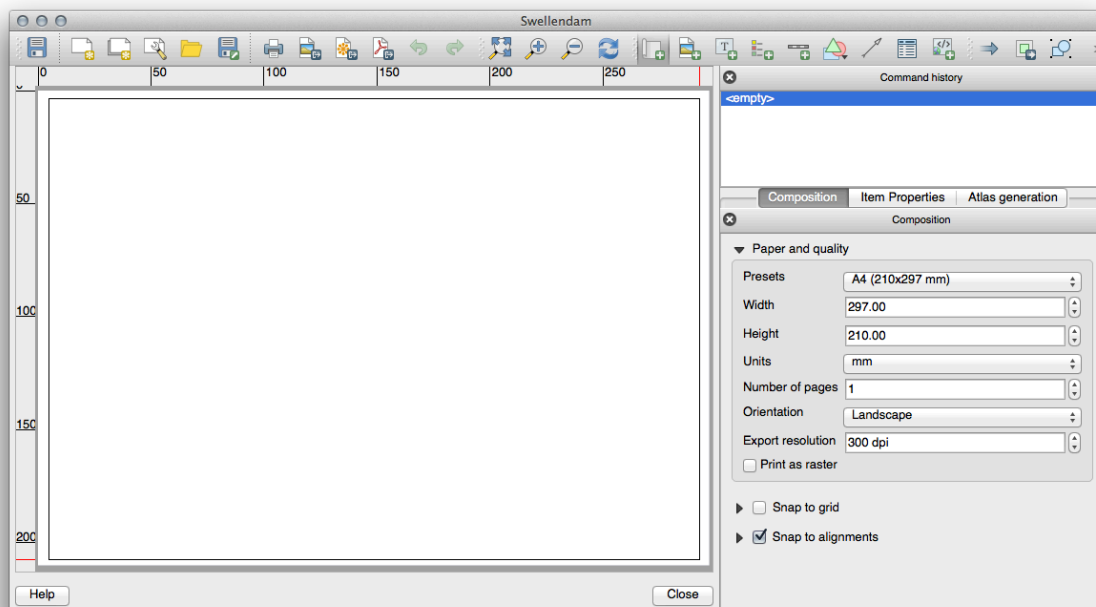 Swellendam
0 50 100 150 200 250
Command history
0
<empty>
50
Composition Item Properties Atlas generation
Composition
Paper and quality
Presets A4 (210x297 mm)
Width 297.00
100
Height 210.00
Units mm
Number of pages 1
Orientation Landscape
150
Export resolution 300 dpi
Print as raster
Snap to grid
200
Snap to alignments
Help Close